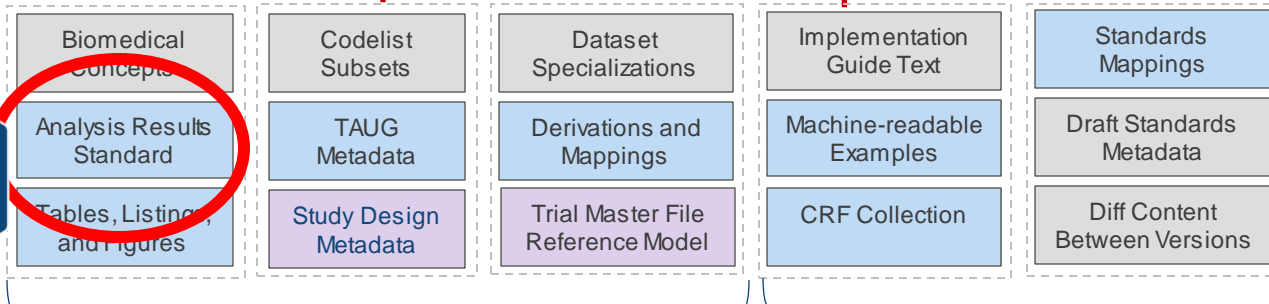 Biomedical
Concepts
Codelist
Subsets
Dataset
Specializations
Implementation
Guide Text
Standards
Mappings
Analysis Results
Standard
TAUG
Metadata
Derivations and
Mappings
Machine-readable
Examples
Draft Standards
Metadata
Tables, Listings,
and Figures
Study Design
Metadata
Trial Master File
Reference Model
CRF Collection
Diff Content
Between Versions